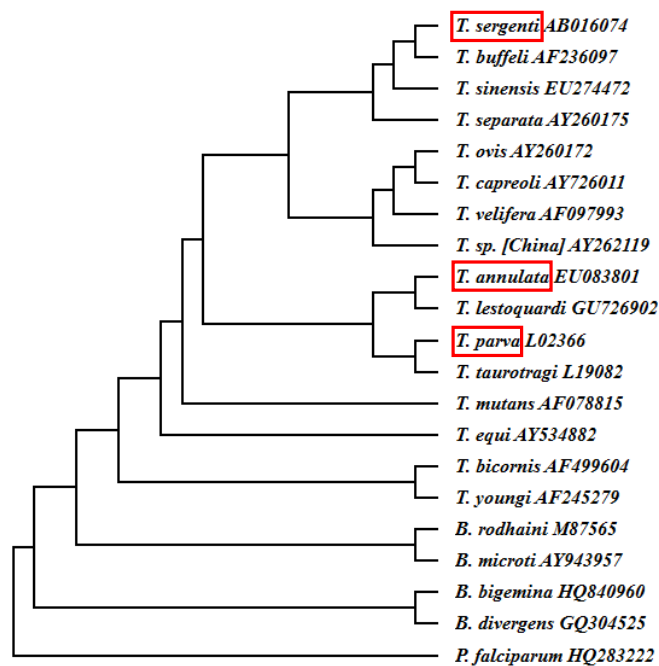 T. sergenti AB016074
T. buffeli AF236097
T. sinensis EU274472
T. separata AY260175
T. ovis AY260172
T. capreoli AY726011
T. velifera AF097993
T. sp. [China] AY262119
T. annulata EU083801
T. lestoquardi GU726902
T. parva L02366
T. taurotragi L19082
T. mutans AF078815
T. equi AY534882
T. bicornis AF499604
T. youngi AF245279
B. rodhaini M87565
B. microti AY943957
B. bigemina HQ840960
B. divergens GQ304525
P. falciparum HQ283222